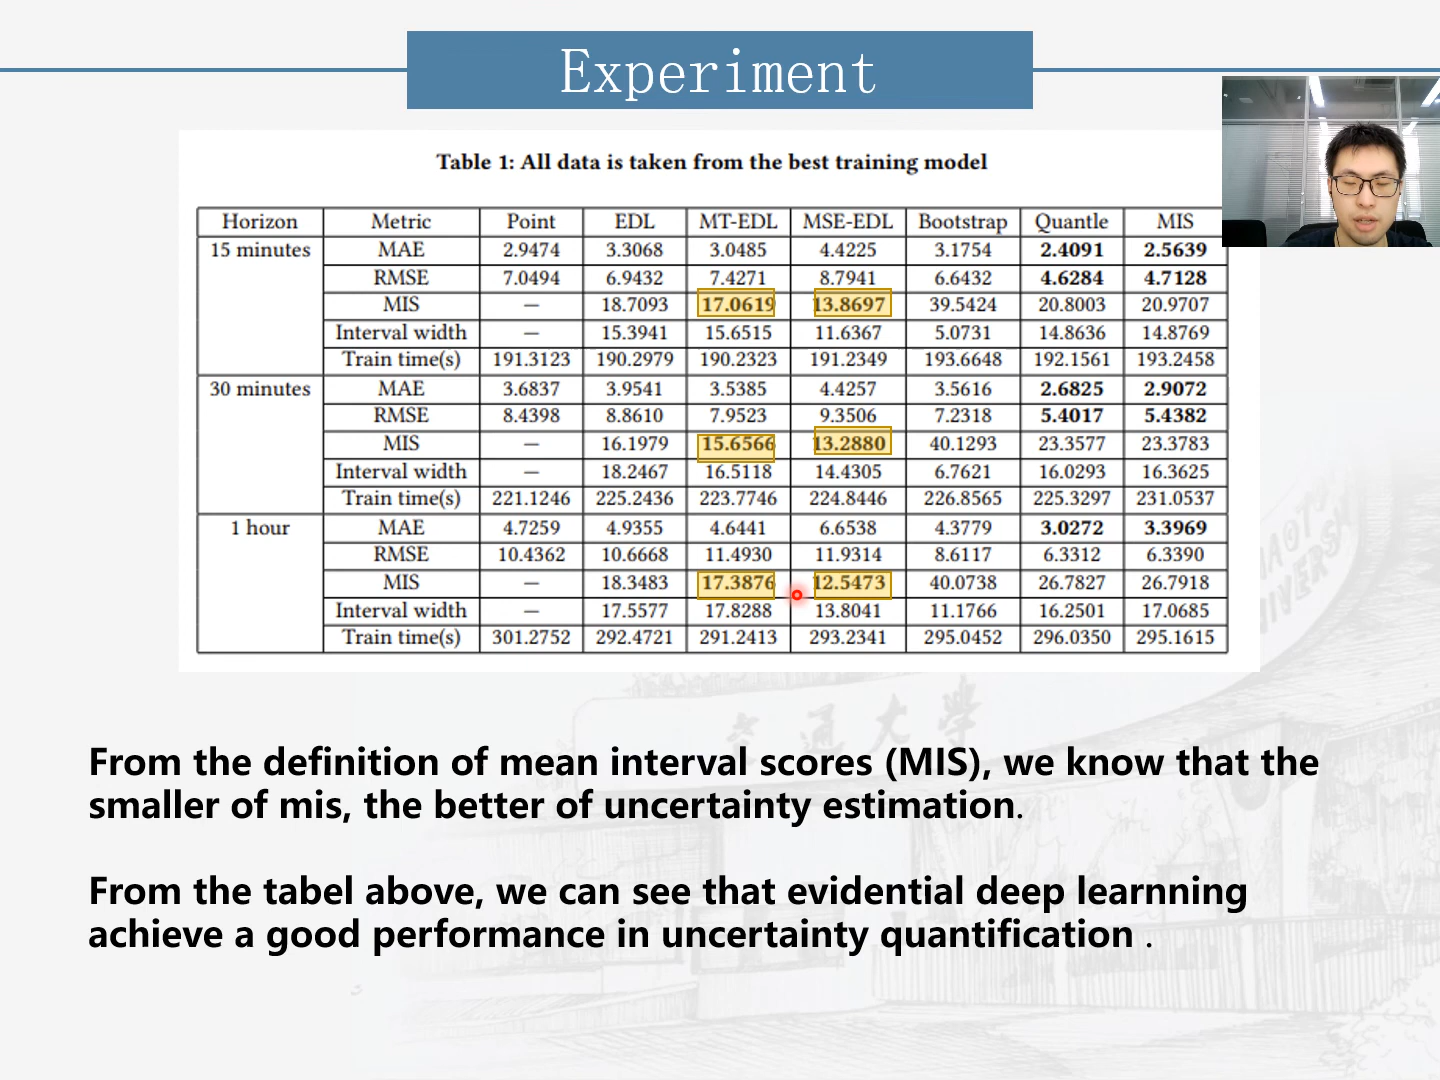 Experiment
Table 1: All data is taken from the best training model
Horizon Metric Point EDL MT-EDL MSE-EDL Bootstrap Quantle MIS
15 minutes MAE 2.9474 3.3068 3.0485 4.4225 3.1754 2.4091 2.5639
RMSE 7.0494 6.9432 7.4271 8.7941 6.6432 4.6284 4.7128
MIS — 18.7093 17.0619 13.8697 39.5424 20.8003 20.9707
Interval width — 15.3941 15.6515 11.6367 5.0731 14.8636 14.8769
Train time(s) 191.3123 190.2979 190.2323 191.2349 193.6648 192.1561 193.2458
30 minutes MAE 3.6837 3.9541 3.5385 4.4257 3.5616 2.6825 2.9072
RMSE 8.4398 8.8610 7.9523 9.3506 7.2318 5.4017 5.4382
MIS — 16.1979 15.6566 13.2880 40.1293 23.3577 23.3783
Interval width — 18.2467 16.5118 14.4305 6.7621 16.0293 16.3625
Train time(s) 221.1246 225.2436 223.7746 224.8446 226.8565 225.3297 231.0537
1 hour MAE 4.7259 4.9355 4.6441 6.6538 4.3779 3.0272 3.3969
RMSE 10.4362 10.6668 11.4930 11.9314 8.6117 6.3312 6.3390
MIS — 18.3483 17.3876 12.5473 40.0738 26.7827 26.7918
Interval width — 17.5577 17.8288 13.8041 11.1766 16.2501 17.0685
Train time(s) 301.2752 292.4721 291.2413 293.2341 295.0452 296.0350 295.1615
交通大学
From the definition of mean interval scores (MIS), we know that the
smaller of mis, the better of uncertainty estimation.
From the tabel above, we can see that evidential deep learnning
achieve a good performance in uncertainty quantification .